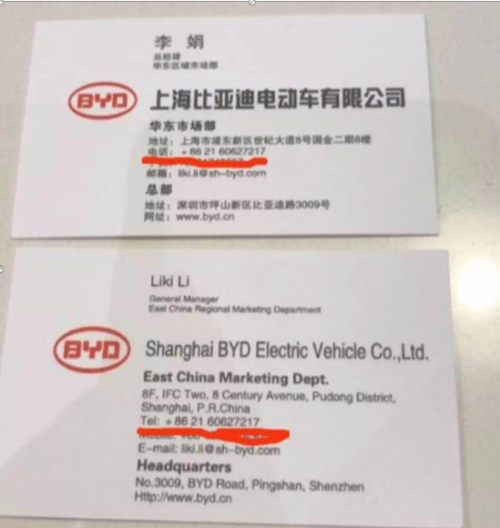 李 娟
总经理
华东区域市场部
BYD 上海比亚迪电动车有限公司
华东市场部
地址：上海市浦东新区世纪大道8号国金二期8楼
电话：+86 21 60627217
邮箱：liki.li@sh-byd.com
总部
地址：深圳市坪山新区比亚迪路3009号
网址：www.byd.cn
Liki Li
General Manager
East China Regional Marketing Department
BYD Shanghai BYD Electric Vehicle Co.,Ltd.
East China Marketing Dept.
8F, IFC Two, 8 Century Avenue, Pudong District,
Shanghai, P.R.China
Tel: +86 21 60627217
E-mail: liki.li@sh-byd.com
Headquarters
No.3009, BYD Road, Pingshan, Shenzhen
Http://www.byd.cn